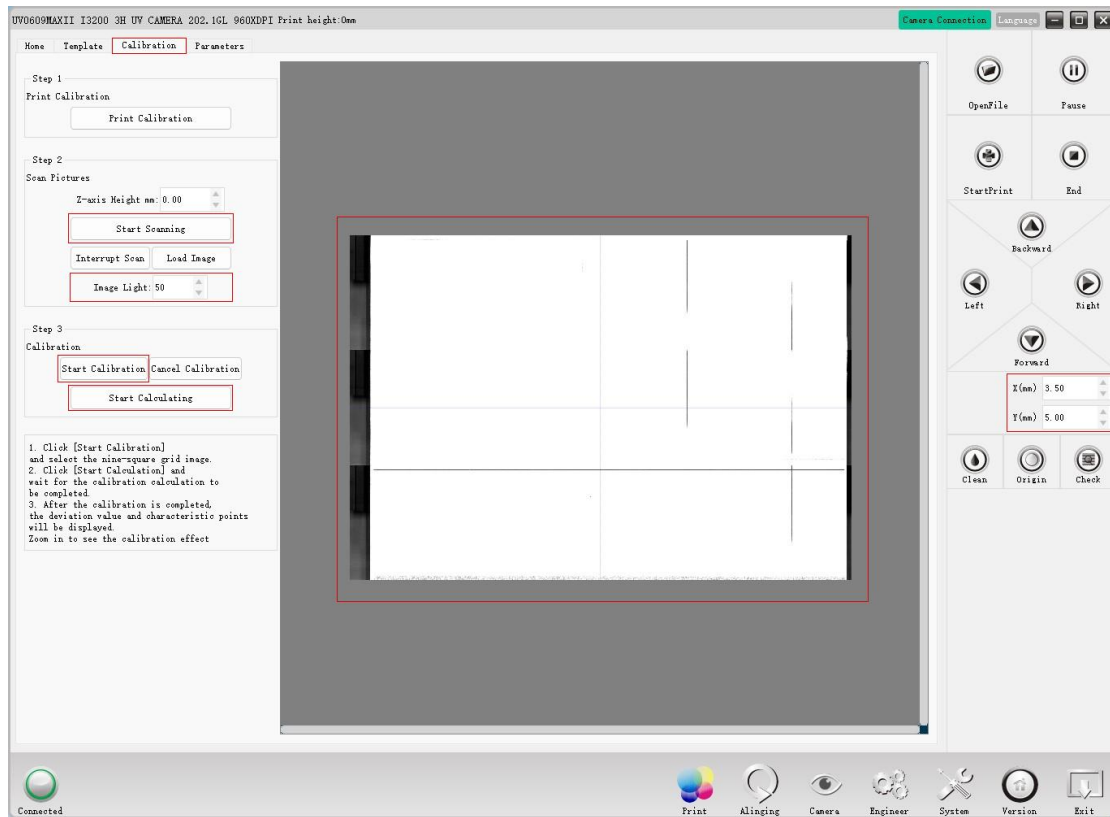 UV0609MAXII I3200 3H UV CAMERA 202.1GL 960XDPI Print height:0mm
Camera Connection
Language
Home Template Calibration Parameters
Step 1
Print Calibration
Print Calibration
Step 2
Scan Pictures
Z-axis Height mm: 0.00
Start Scanning
Interrupt Scan Load Image
Image Light: 50
Step 3
Calibration
Start Calibration Cancel Calibration
Start Calculating
1. Click [Start Calibration]
and select the nine-square grid image.
2. Click [Start Calculation] and
wait for the calibration calculation to
be completed.
3. After the calibration is completed,
the deviation value and characteristic points
will be displayed.
Zoom in to see the calibration effect
OpenFile Pause
StartPrint End
Backward
Left Right
Forward
X(mm) 3.50
Y(mm) 5.00
Clean Origin Check
Connected
Print Alinging Camera Engineer System Version Exit